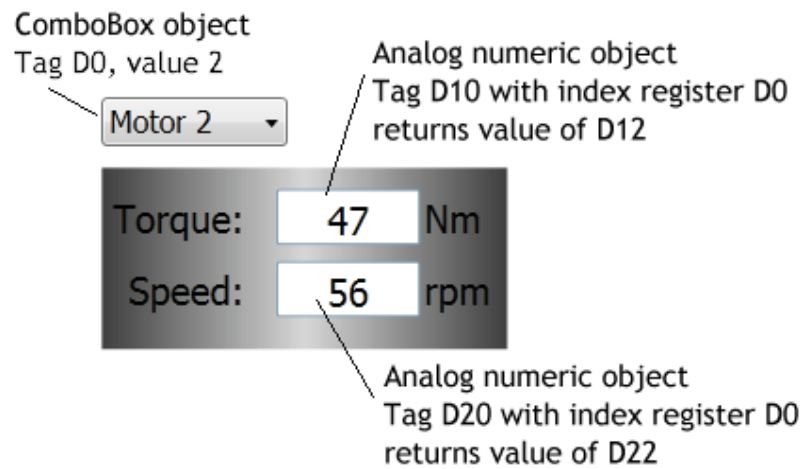 ComboBox object
Tag D0, value 2
Analog numeric object
Tag D10 with index register D0
returns value of D12
Motor 2
Torque: 47 Nm
Speed: 56 rpm
Analog numeric object
Tag D20 with index register D0
returns value of D22